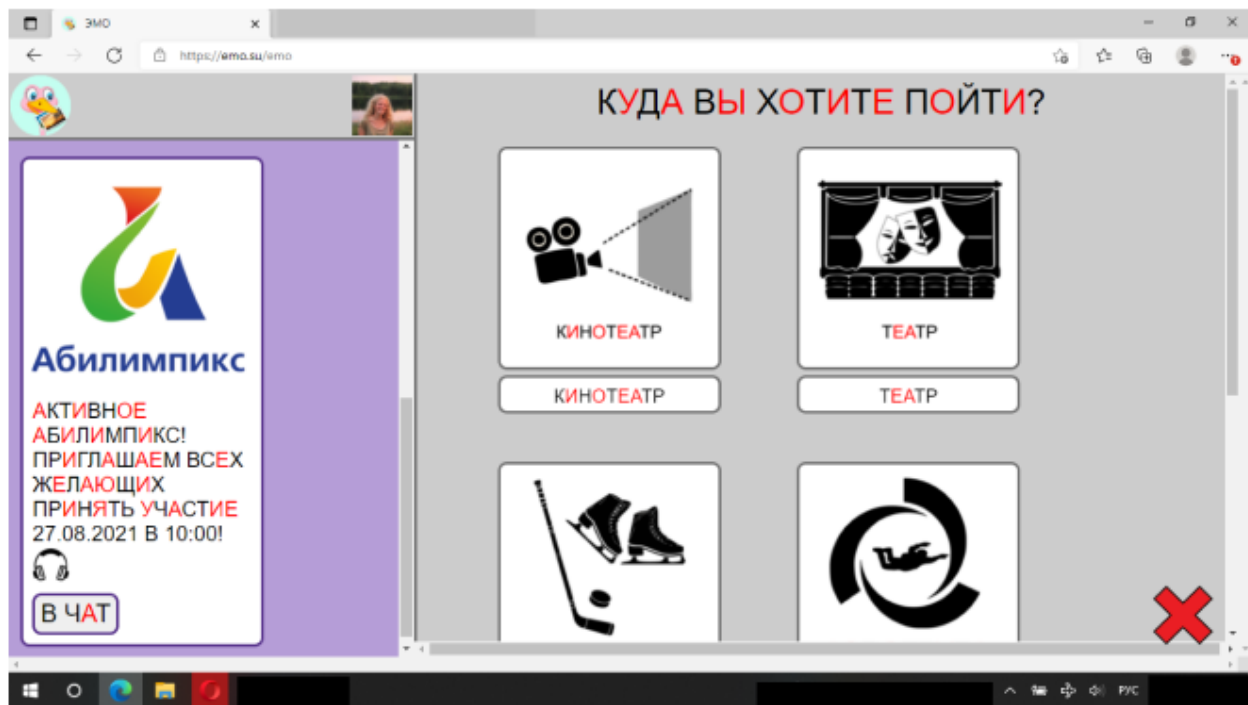 ЭМО
https://emo.su/emo
КУДА ВЫ ХОТИТЕ ПОЙТИ?
Абилимпикс
АКТИВНОЕ
АБИЛИМПИКС!
ПРИГЛАШАЕМ ВСЕХ
ЖЕЛАЮЩИХ
ПРИНЯТЬ УЧАСТИЕ
27.08.2021 В 10:00!
В ЧАТ
КИНОТЕАТР
ТЕАТР
КИНОТЕАТР
ТЕАТР
РУС